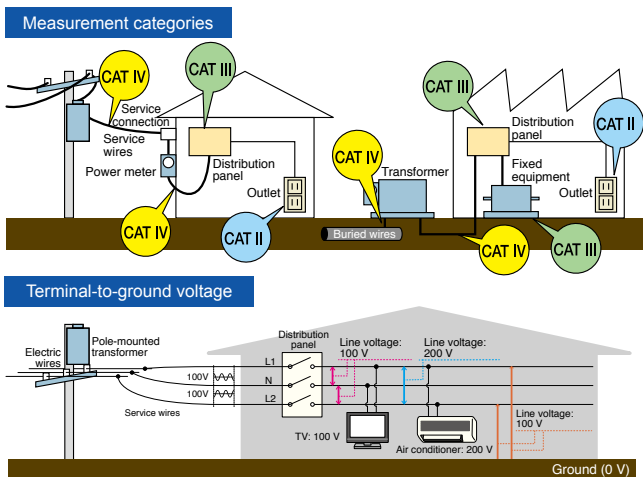 Measurement categories
CAT IV
CAT III
CAT III
CAT II
Service
connection
Service
wires
Power meter
Distribution
panel
Outlet
CAT IV
CAT II
CAT IV
Transformer
Buried wires
CAT IV
Distribution
panel
Fixed
equipment
Outlet
CAT III
Terminal-to-ground voltage
Pole-mounted
transformer
Electric
wires
Service wires
100V
100V
Distribution
panel
L1
N
L2
Line voltage:
100 V
Line voltage:
200 V
Line voltage:
100 V
TV: 100 V
Air conditioner: 200 V
Ground (0 V)